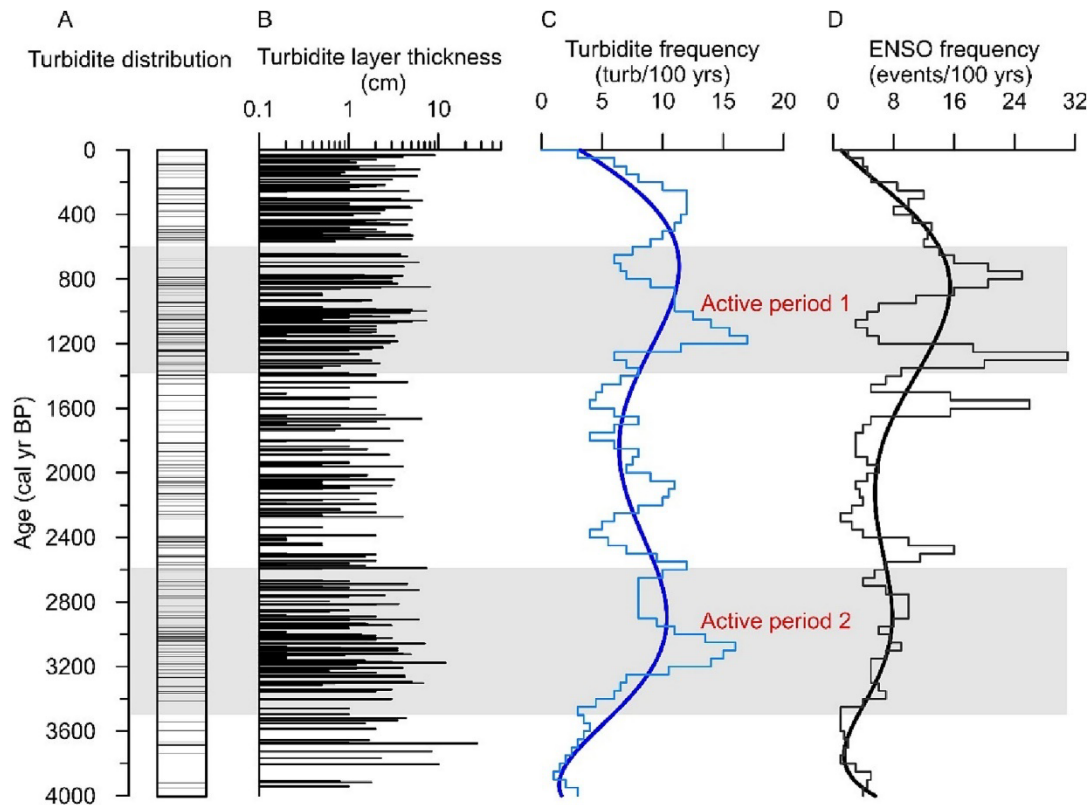 A
B
C
D
Turbidite distribution
Turbidite layer thickness
(cm)
Turbidite frequency
(turb/100 yrs)
ENSO frequency
(events/100 yrs)
0.1 1 10
0 5 10 15 20
0 8 16 24 32
Age (cal yr BP)
0
400
800
1200
1600
2000
2400
2800
3200
3600
4000
Active period 1
Active period 2